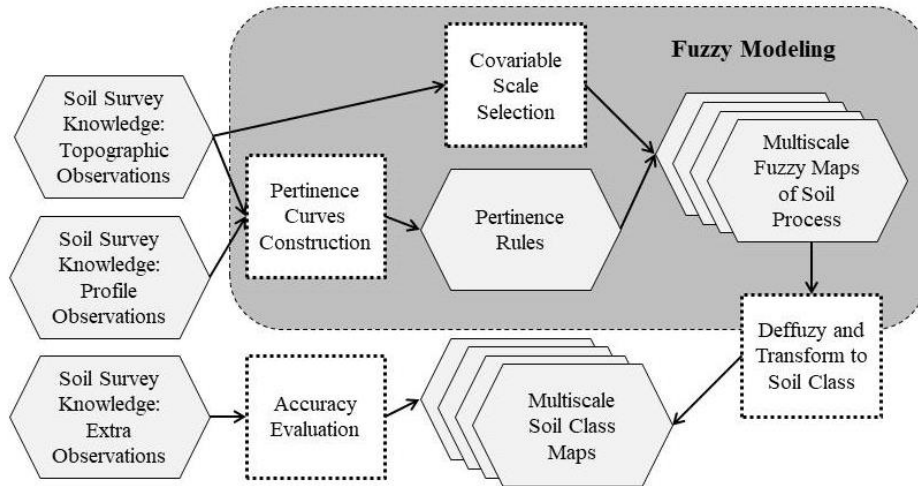 Fuzzy Modeling
Covariable
Scale
Selection
Soil Survey
Knowledge:
Topographic
Observations
Multiscale
Fuzzy Maps
of Soil
Process
Pertinence
Curves
Construction
Pertinence
Rules
Soil Survey
Knowledge:
Profile
Observations
Deffuzy and
Transform to
Soil Class
Soil Survey
Knowledge:
Extra
Observations
Accuracy
Evaluation
Multiscale
Soil Class
Maps